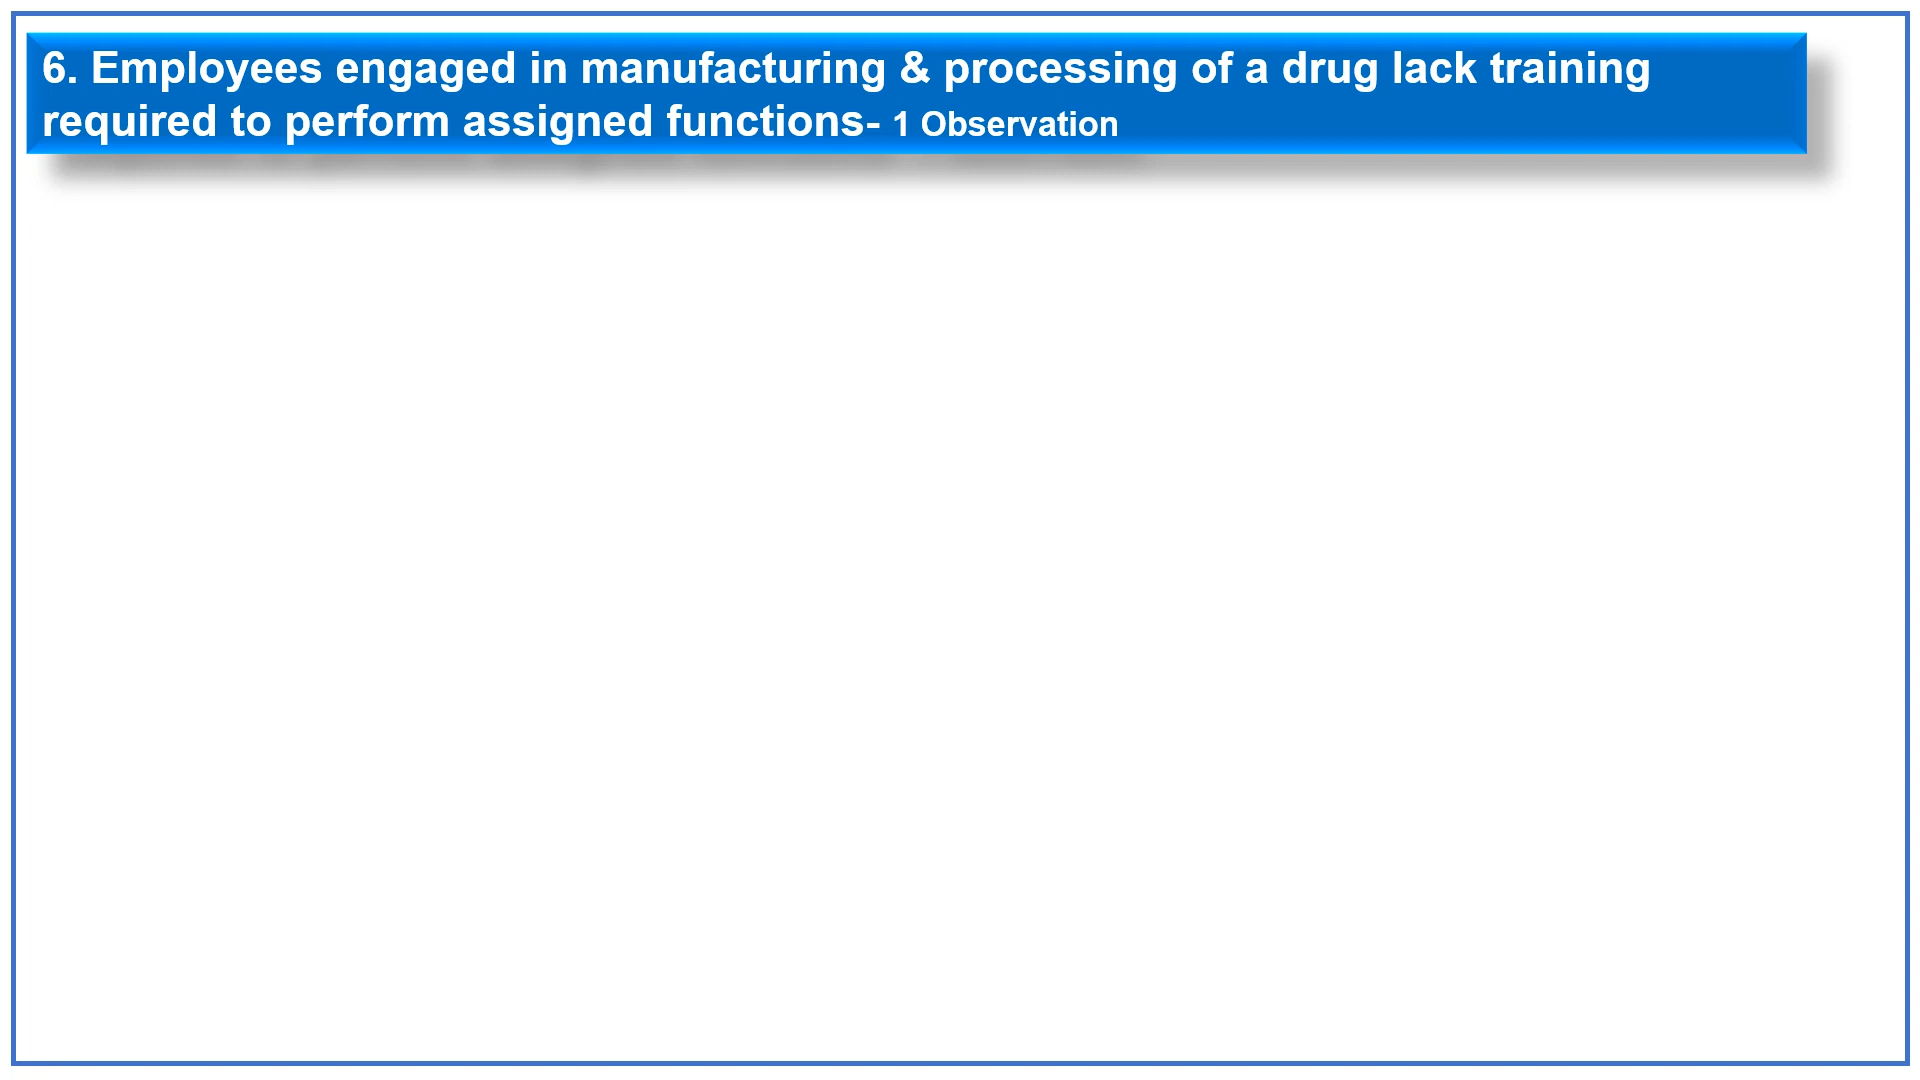 6. Employees engaged in manufacturing & processing of a drug lack training
required to perform assigned functions- 1 Observation